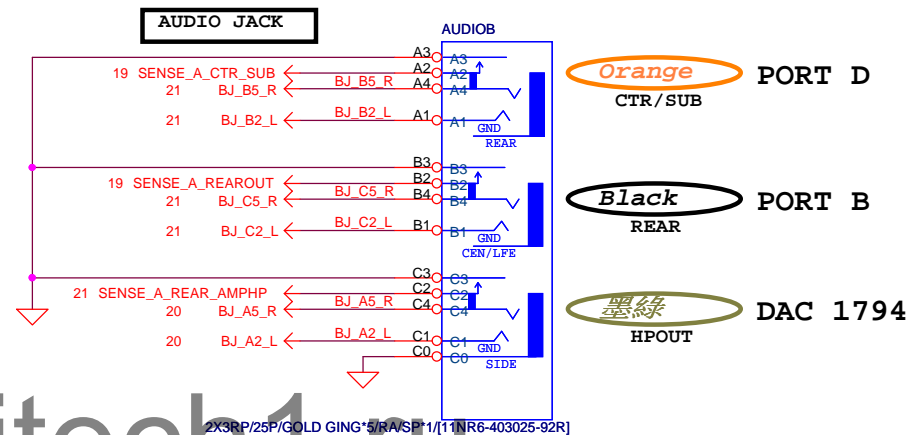 AUDIO JACK
AUDIOB
A3 A3
19 SENSE_A_CTR_SUB A2 A2
21 BJ_B5_R BJ_B5_R A4 A4
21 BJ_B2_L BJ_B2_L A1 A1
GND
REAR
Orange PORT D
CTR/SUB
B3 B3
19 SENSE_A_REAROUT B2 B2
21 BJ_C5_R BJ_C5_R B4 B4
21 BJ_C2_L BJ_C2_L B1 B1
GND
CEN/LFE
Black PORT B
REAR
C3 C3
21 SENSE_A_REAR_AMPHP C2 C2
20 BJ_A5_R BJ_A5_R C4 C4
20 BJ_A2_L BJ_A2_L C1 C1
GND
C0 C0
SIDE
墨綠 DAC 1794
HPOUT
2X3RP/25P/GOLD GING*5/RA/SP*1/[11NR6-403025-92R]